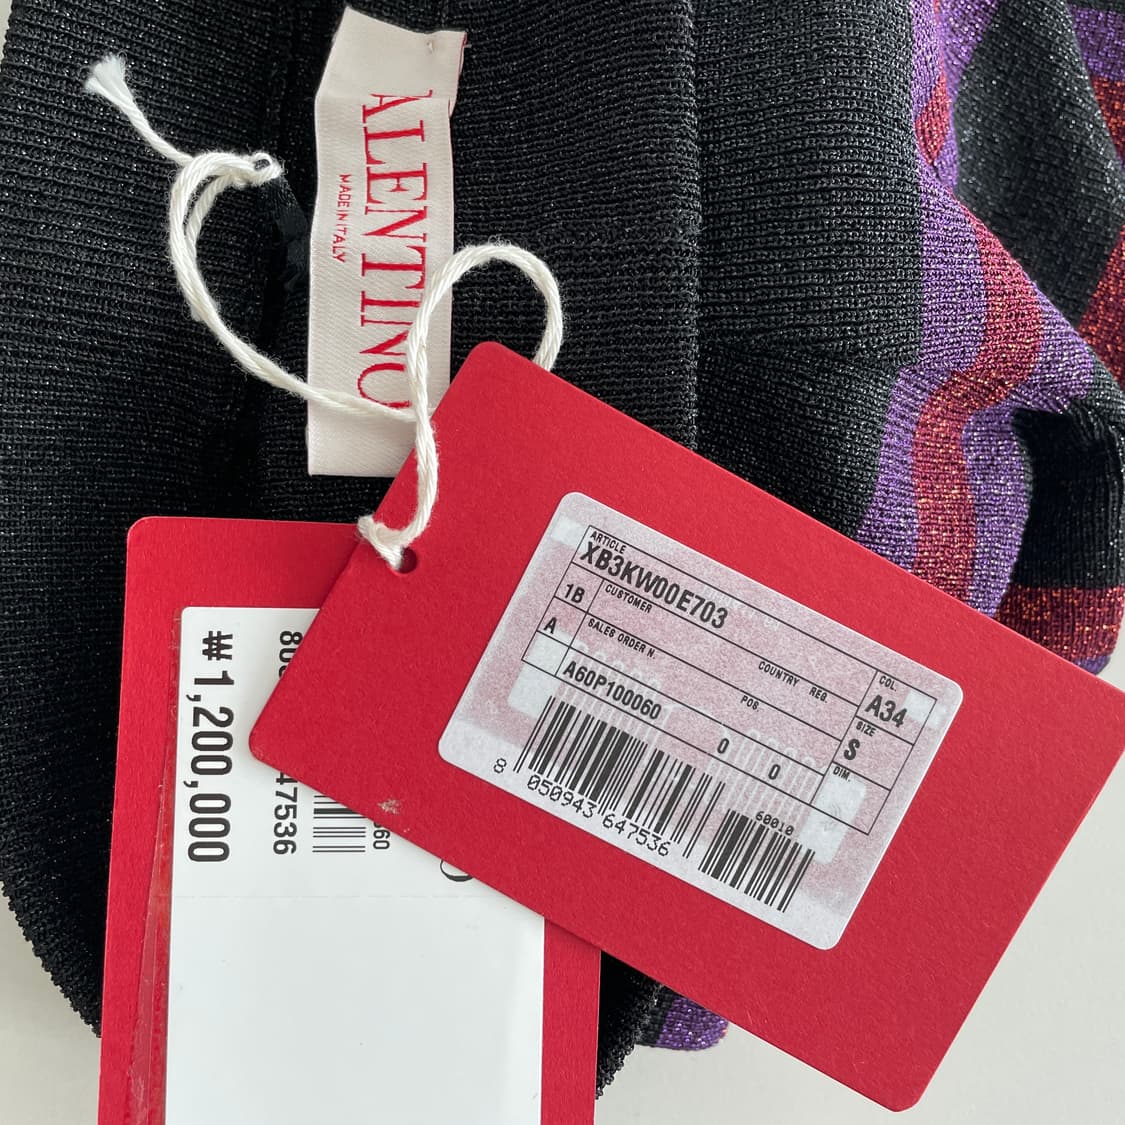 ALENTINO
MADE IN ITALY
ARTICLE
XB3KW00E703
1B CUSTOMER
COUNTRY REG.
COL.
A34
A SALES ORDER N.
POS.
SIZE
S
A60P100060 0 0
DIM.
60010
8 050943 647536
₩1,200,000
47536